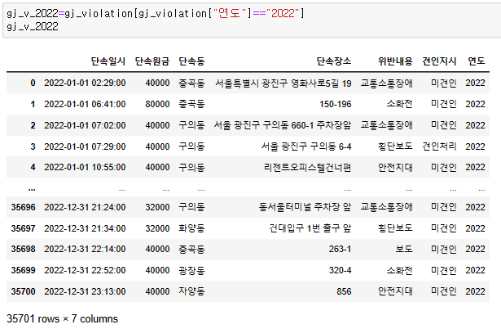 gj_v_2022=gj_violation[gj_violation["연도"]=="2022"]
gj_v_2022
단속일시 단속원금 단속동 단속장소 위반내용 견인지시 연도
0 2022-01-01 02:29:00 40000 중곡동 서울특별시 광진구 영화사로5길 19 교통소통장애 미견인 2022
1 2022-01-01 06:41:00 80000 중곡동 150-196 소화전 미견인 2022
2 2022-01-01 07:02:00 40000 구의동 서울 광진구 구의동 660-1 주차장앞 교통소통장애 미견인 2022
3 2022-01-01 07:29:00 40000 구의동 서울 광진구 구의동 6-4 횡단보도 견인처리 2022
4 2022-01-01 10:55:00 40000 구의동 리젠트오피스텔건너편 안전지대 미견인 2022
... ... ... ... ... ... ... ...
35696 2022-12-31 21:24:00 32000 구의동 동서울터미널 주차장 앞 교통소통장애 미견인 2022
35697 2022-12-31 21:34:00 32000 화양동 건대입구 1번 출구 앞 횡단보도 미견인 2022
35698 2022-12-31 22:14:00 40000 중곡동 263-1 보도 미견인 2022
35699 2022-12-31 22:52:00 40000 광장동 320-4 소화전 미견인 2022
35700 2022-12-31 23:13:00 40000 자양동 856 안전지대 미견인 2022
35701 rows × 7 columns